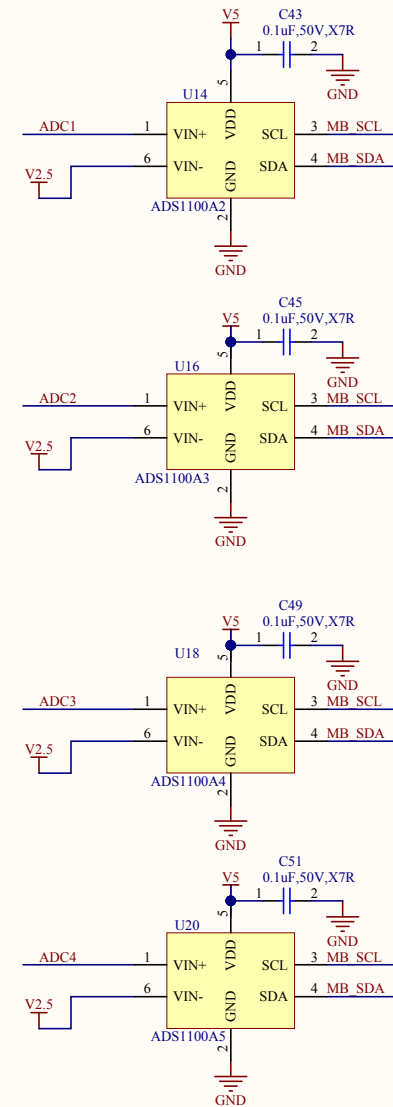 V5
C43
0.1uF,50V,X7R
1 2
5
GND
U14
ADC1 1 VIN+ VDD SCL 3 MB_SCL
V2.5 6 VIN- GND SDA 4 MB_SDA
ADS1100A2
2
GND
V5
C45
0.1uF,50V,X7R
1 2
5
GND
U16
ADC2 1 VIN+ VDD SCL 3 MB_SCL
V2.5 6 VIN- GND SDA 4 MB_SDA
ADS1100A3
2
GND
V5
C49
0.1uF,50V,X7R
1 2
5
GND
U18
ADC3 1 VIN+ VDD SCL 3 MB_SCL
V2.5 6 VIN- GND SDA 4 MB_SDA
ADS1100A4
2
GND
V5
C51
0.1uF,50V,X7R
1 2
5
GND
U20
ADC4 1 VIN+ VDD SCL 3 MB_SCL
V2.5 6 VIN- GND SDA 4 MB_SDA
ADS1100A5
2
GND